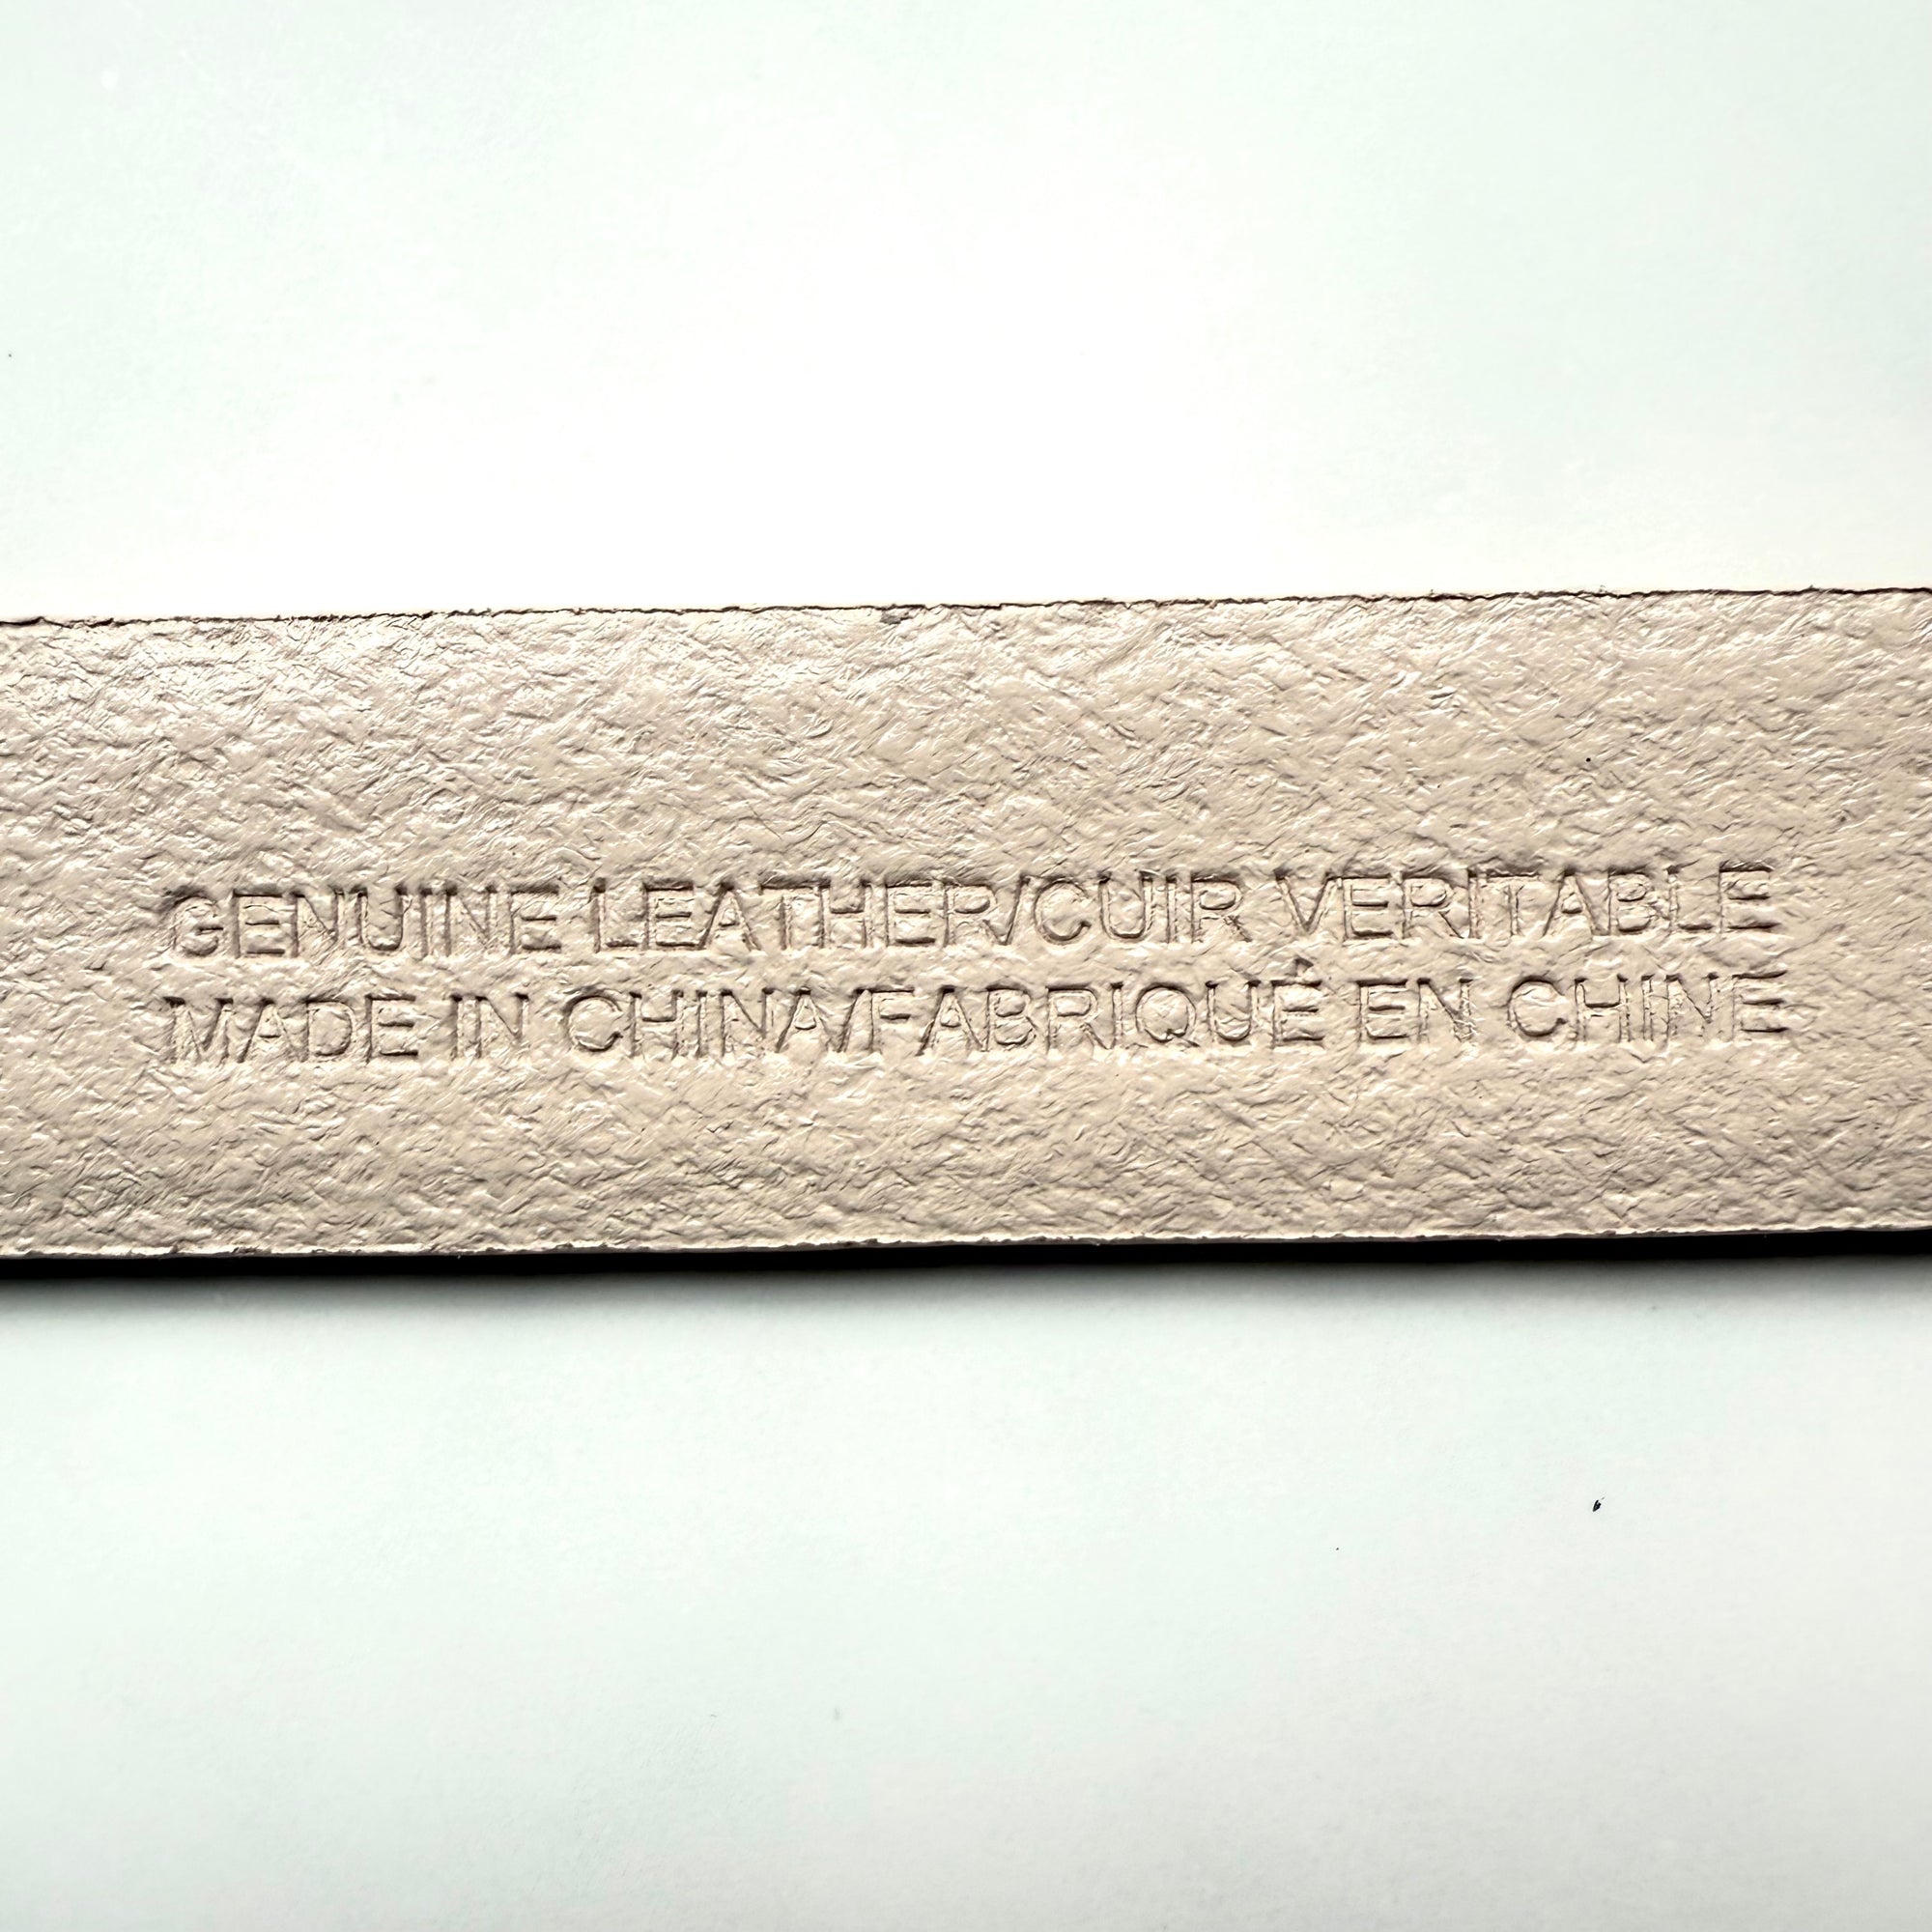 GENUINE LEATHER/CUIR VERITABLE
MADE IN CHINA/FABRIQUÉ EN CHINE